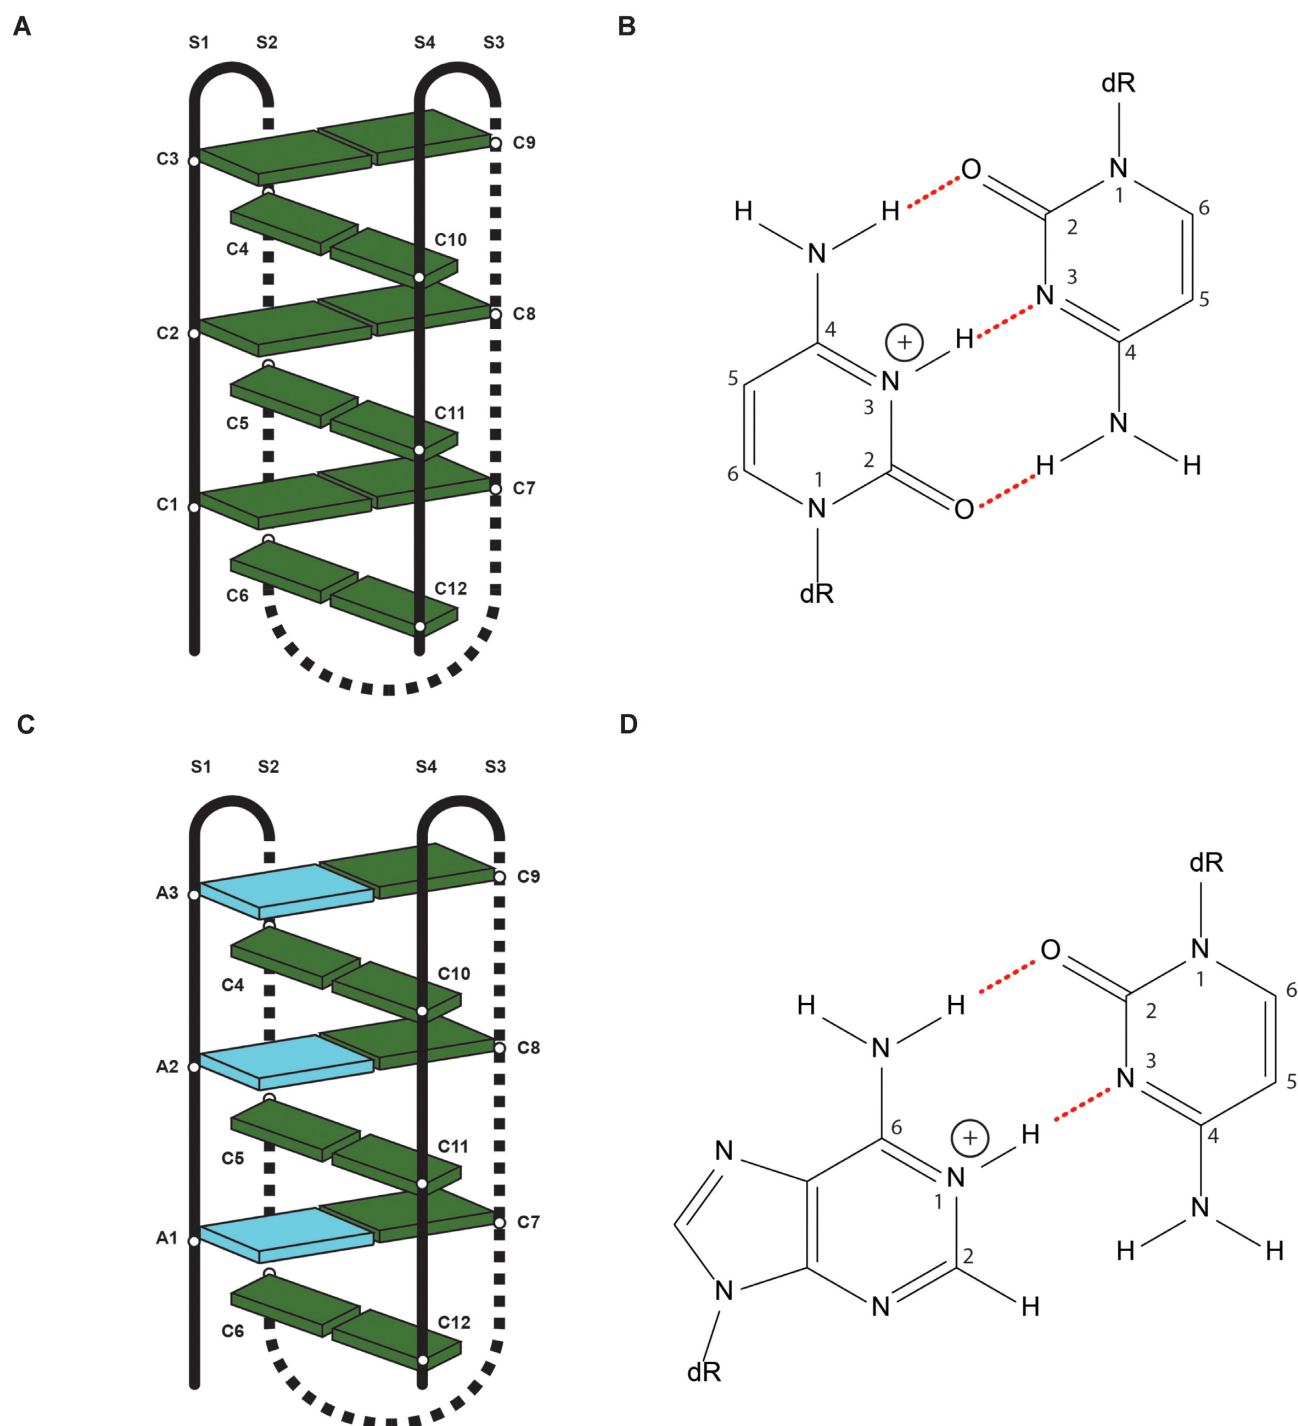 A
S1 S2 S4 S3
C3 C9
C4 C10
C2 C8
C5 C11
C1 C7
C6 C12
B
dR
O N
1 6
H H 2
N 3
N 5
4 H 4
5 + N
N 3 H H
6 1 2
N O
dR
C
S1 S2 S4 S3
A3 C9
C4 C10
A2 C8
C5 C11
A1 C7
C6 C12
D
dR
O N
1 6
H H 2
N 3
N 5
6 + H 4
N N
1 N
H H
2
N N H
dR